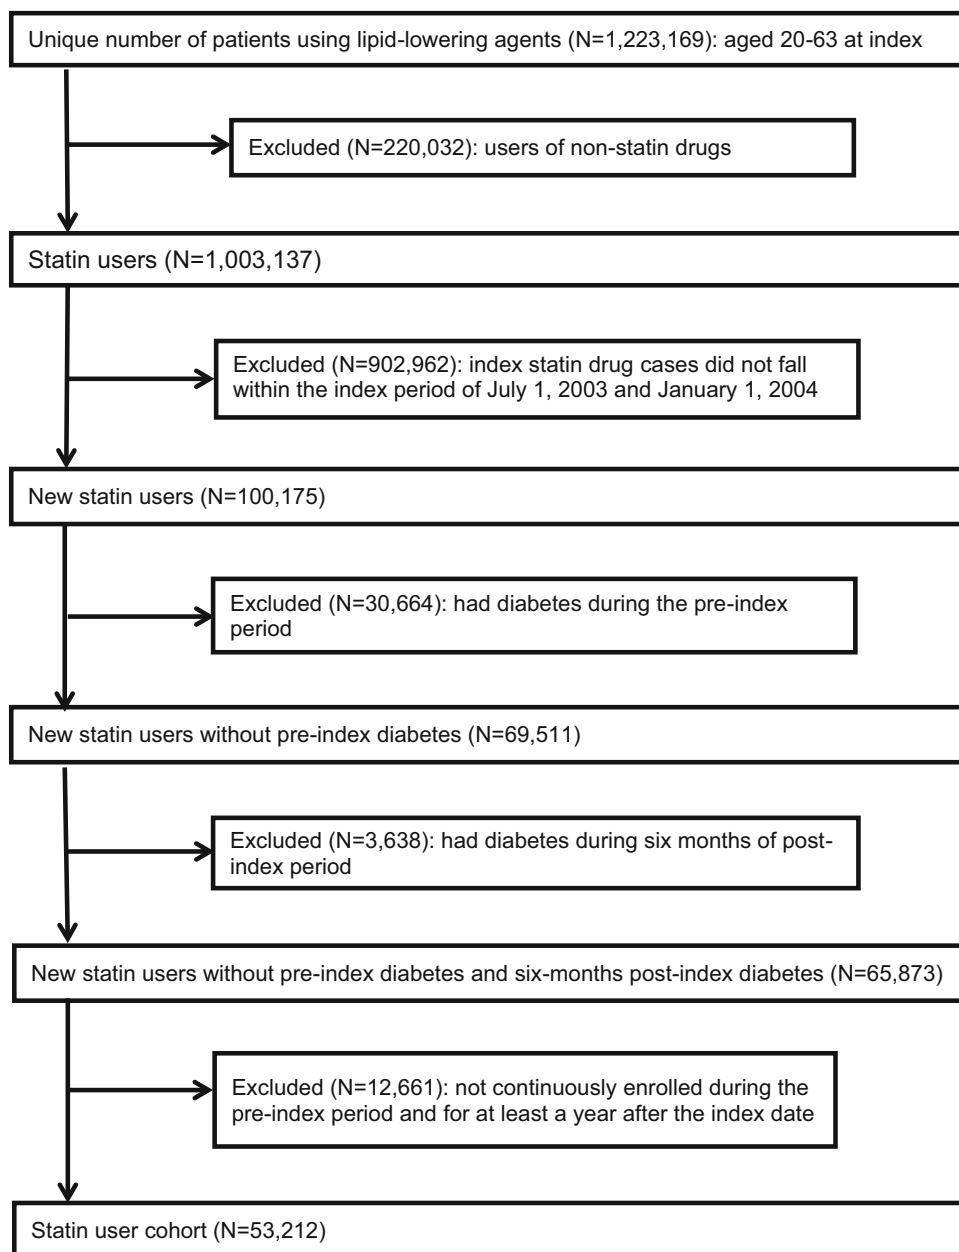 Unique number of patients using lipid-lowering agents (N=1,223,169): aged 20-63 at index
Excluded (N=220,032): users of non-statin drugs
Statin users (N=1,003,137)
Excluded (N=902,962): index statin drug cases did not fall
within the index period of July 1, 2003 and January 1, 2004
New statin users (N=100,175)
Excluded (N=30,664): had diabetes during the pre-index
period
New statin users without pre-index diabetes (N=69,511)
Excluded (N=3,638): had diabetes during six months of post-
index period
New statin users without pre-index diabetes and six-months post-index diabetes (N=65,873)
Excluded (N=12,661): not continuously enrolled during the
pre-index period and for at least a year after the index date
Statin user cohort (N=53,212)